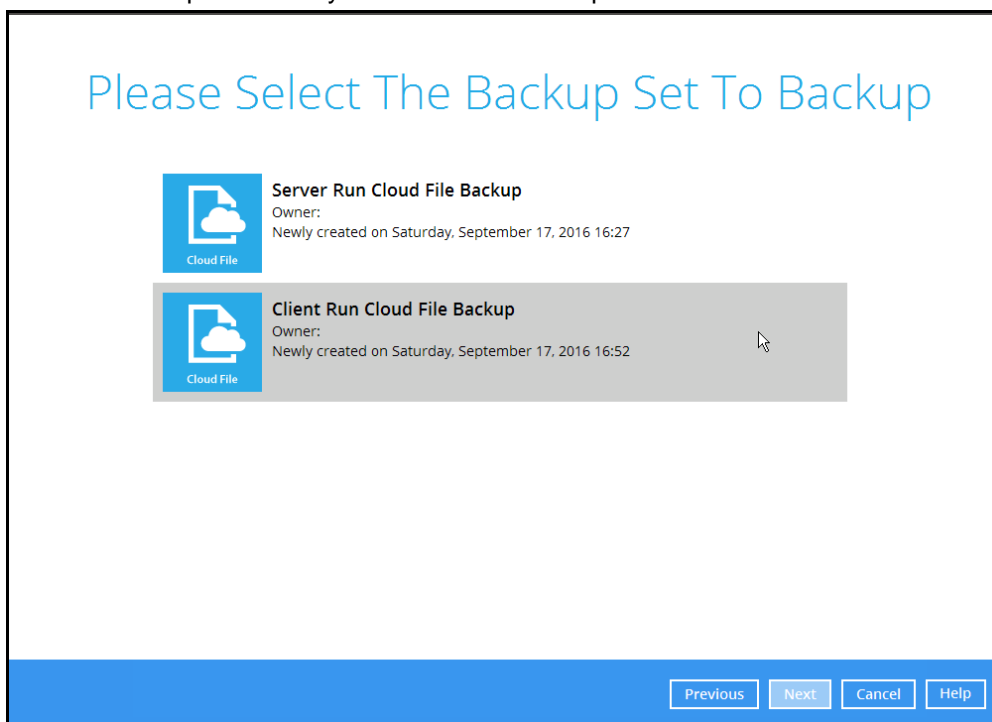 Please Select The Backup Set To Backup
Server Run Cloud File Backup
Owner:
Newly created on Saturday, September 17, 2016 16:27
Cloud File
Client Run Cloud File Backup
Owner:
Newly created on Saturday, September 17, 2016 16:52
Cloud File
Previous
Next
Cancel
Help